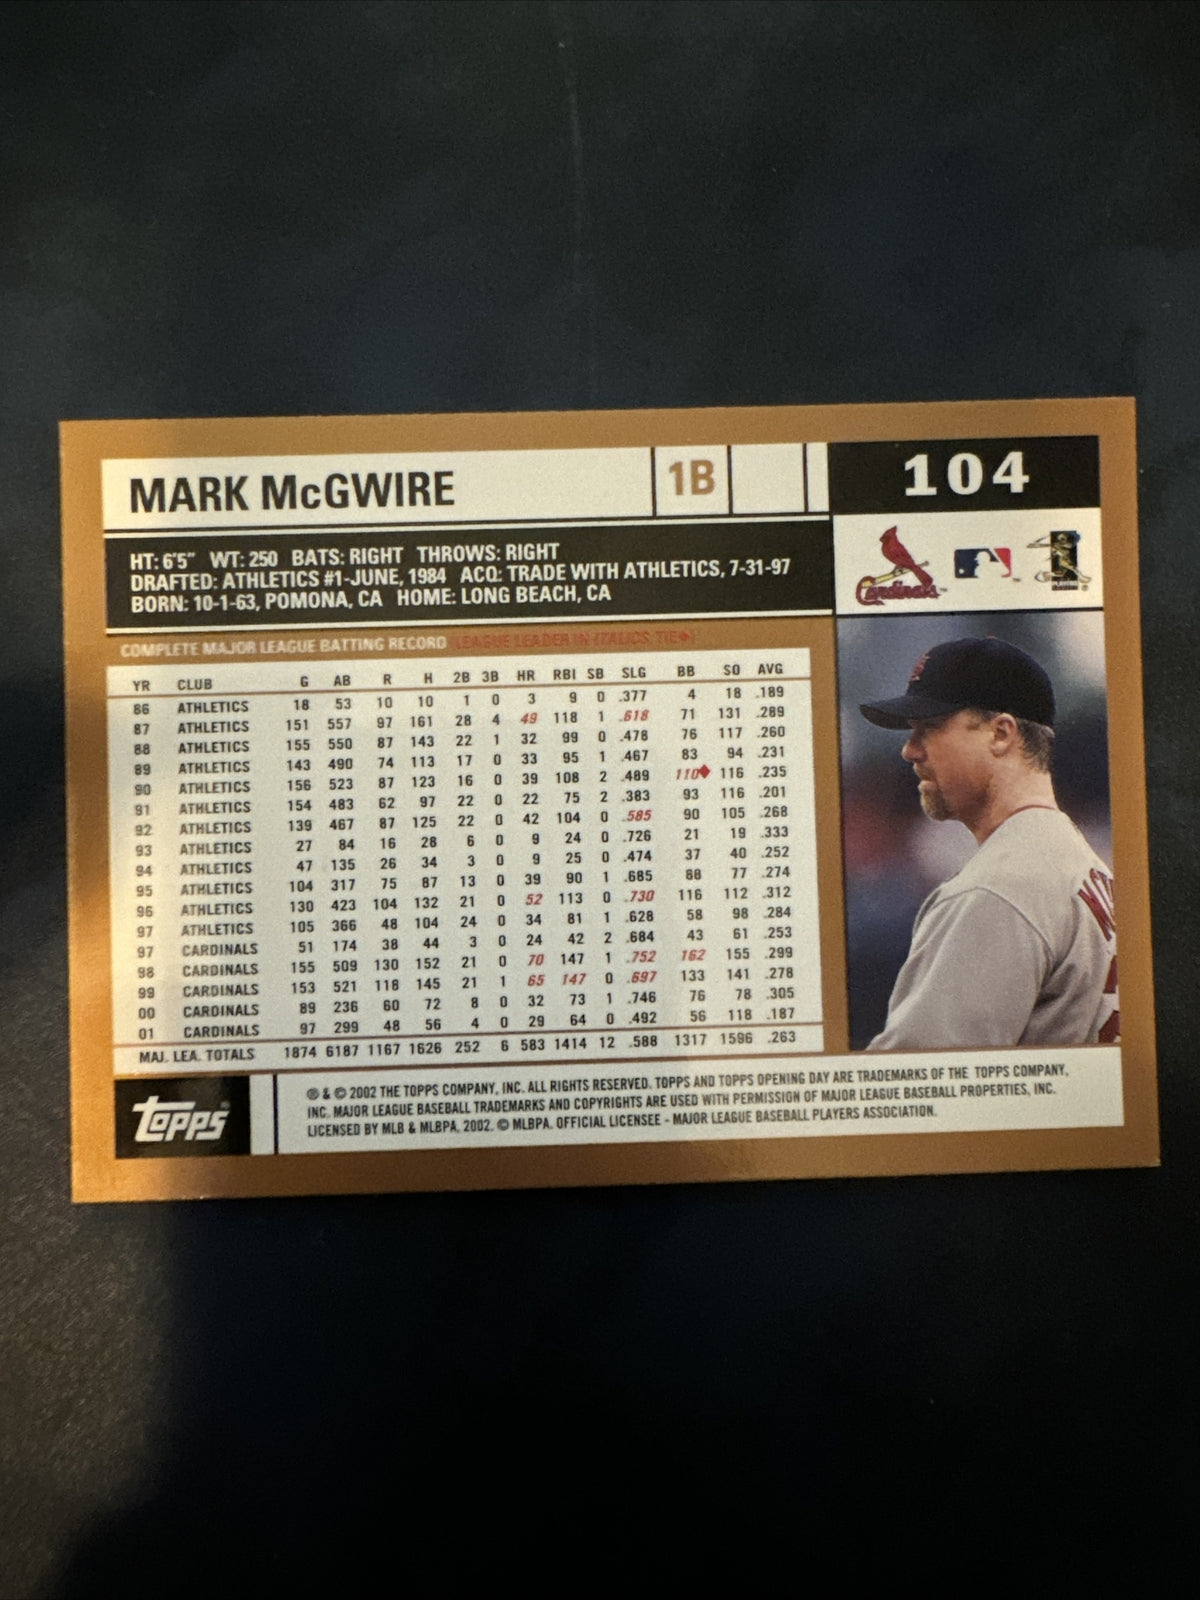 MARK McGWIRE 1B 104
HT: 6'5" WT: 250 BATS: RIGHT THROWS: RIGHT
DRAFTED: ATHLETICS #1-JUNE, 1984 ACQ: TRADE WITH ATHLETICS, 7-31-97
BORN: 10-1-63, POMONA, CA HOME: LONG BEACH, CA
Cardinals
COMPLETE MAJOR LEAGUE BATTING RECORD (LEAGUE LEADER IN ITALICS, TIE♦)
YR CLUB G AB R H 2B 3B HR RBI SB SLG BB SO AVG
86 ATHLETICS 18 53 10 10 1 0 3 9 0 .377 4 18 .189
87 ATHLETICS 151 557 97 161 28 4 49 118 1 .618 71 131 .289
88 ATHLETICS 155 550 87 143 22 1 32 99 0 .478 76 117 .260
89 ATHLETICS 143 490 74 113 17 0 33 95 1 .467 83 94 .231
90 ATHLETICS 156 523 87 123 16 0 39 108 2 .489 110♦ 116 .235
91 ATHLETICS 154 483 62 97 22 0 22 75 2 .383 93 116 .201
92 ATHLETICS 139 467 87 125 22 0 42 104 0 .585 90 105 .268
93 ATHLETICS 27 84 16 28 6 0 9 24 0 .726 21 19 .333
94 ATHLETICS 47 135 26 34 3 0 9 25 0 .474 37 40 .252
95 ATHLETICS 104 317 75 87 13 0 39 90 1 .685 88 77 .274
96 ATHLETICS 130 423 104 132 21 0 52 113 0 .730 116 112 .312
97 ATHLETICS 105 366 48 104 24 0 34 81 1 .628 58 98 .284
97 CARDINALS 51 174 38 44 3 0 24 42 2 .684 43 61 .253
98 CARDINALS 155 509 130 152 21 0 70 147 1 .752 162 155 .299
99 CARDINALS 153 521 118 145 21 1 65 147 0 .697 133 141 .278
00 CARDINALS 89 236 60 72 8 0 32 73 1 .746 76 78 .305
01 CARDINALS 97 299 48 56 4 0 29 64 0 .492 56 118 .187
MAJ. LEA. TOTALS 1874 6187 1167 1626 252 6 583 1414 12 .588 1317 1596 .263
Topps
® & © 2002 THE TOPPS COMPANY, INC. ALL RIGHTS RESERVED. TOPPS AND TOPPS OPENING DAY ARE TRADEMARKS OF THE TOPPS COMPANY,
INC. MAJOR LEAGUE BASEBALL TRADEMARKS AND COPYRIGHTS ARE USED WITH PERMISSION OF MAJOR LEAGUE BASEBALL PROPERTIES, INC.
LICENSED BY MLB & MLBPA, 2002. © MLBPA. OFFICIAL LICENSEE - MAJOR LEAGUE BASEBALL PLAYERS ASSOCIATION.